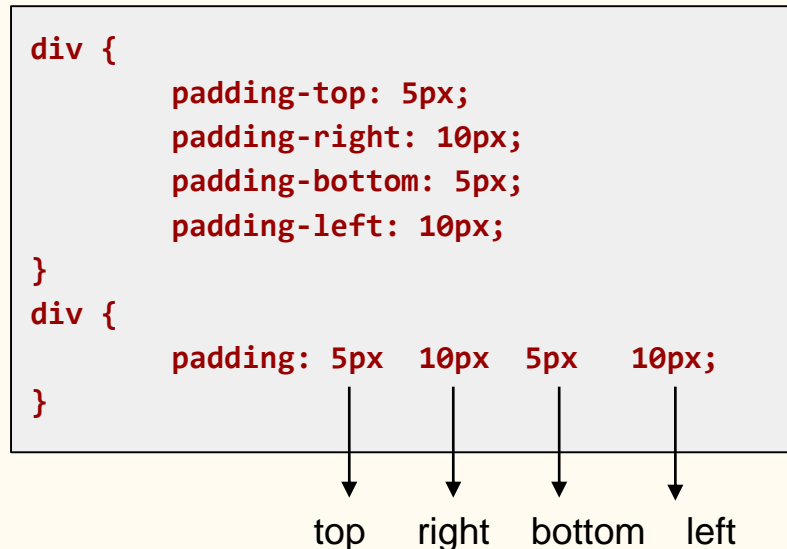 div {
padding-top: 5px;
padding-right: 10px;
padding-bottom: 5px;
padding-left: 10px;
}
div {
padding: 5px 10px 5px 10px;
}
top right bottom left